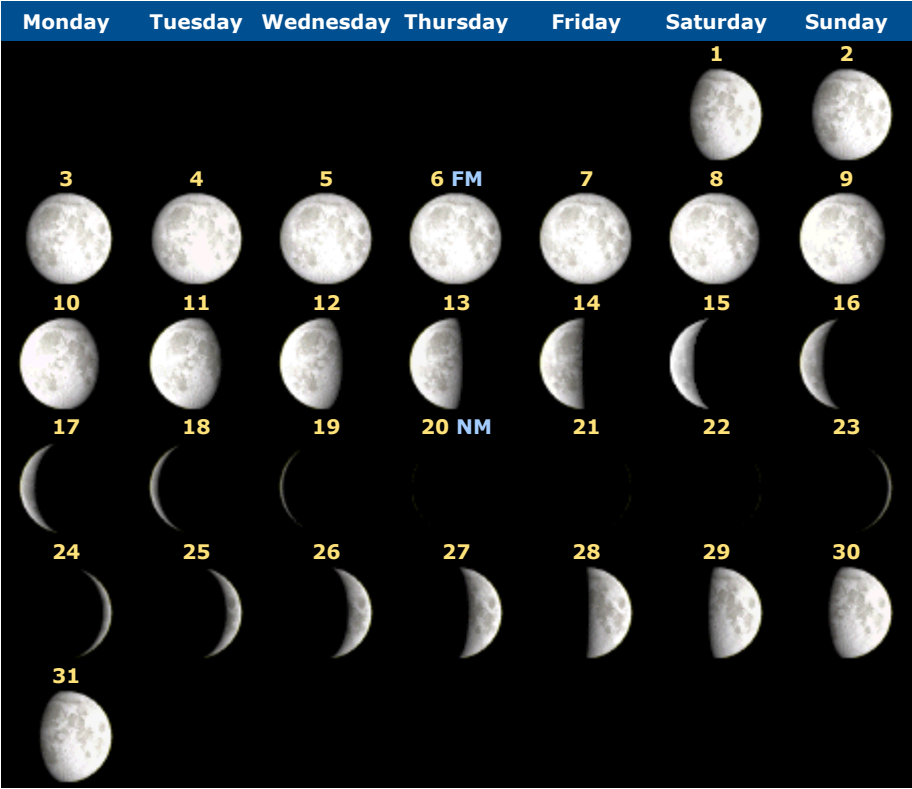 Monday Tuesday Wednesday Thursday Friday Saturday Sunday
1 2
3 4 5 6 FM 7 8 9
10 11 12 13 14 15 16
17 18 19 20 NM 21 22 23
24 25 26 27 28 29 30
31